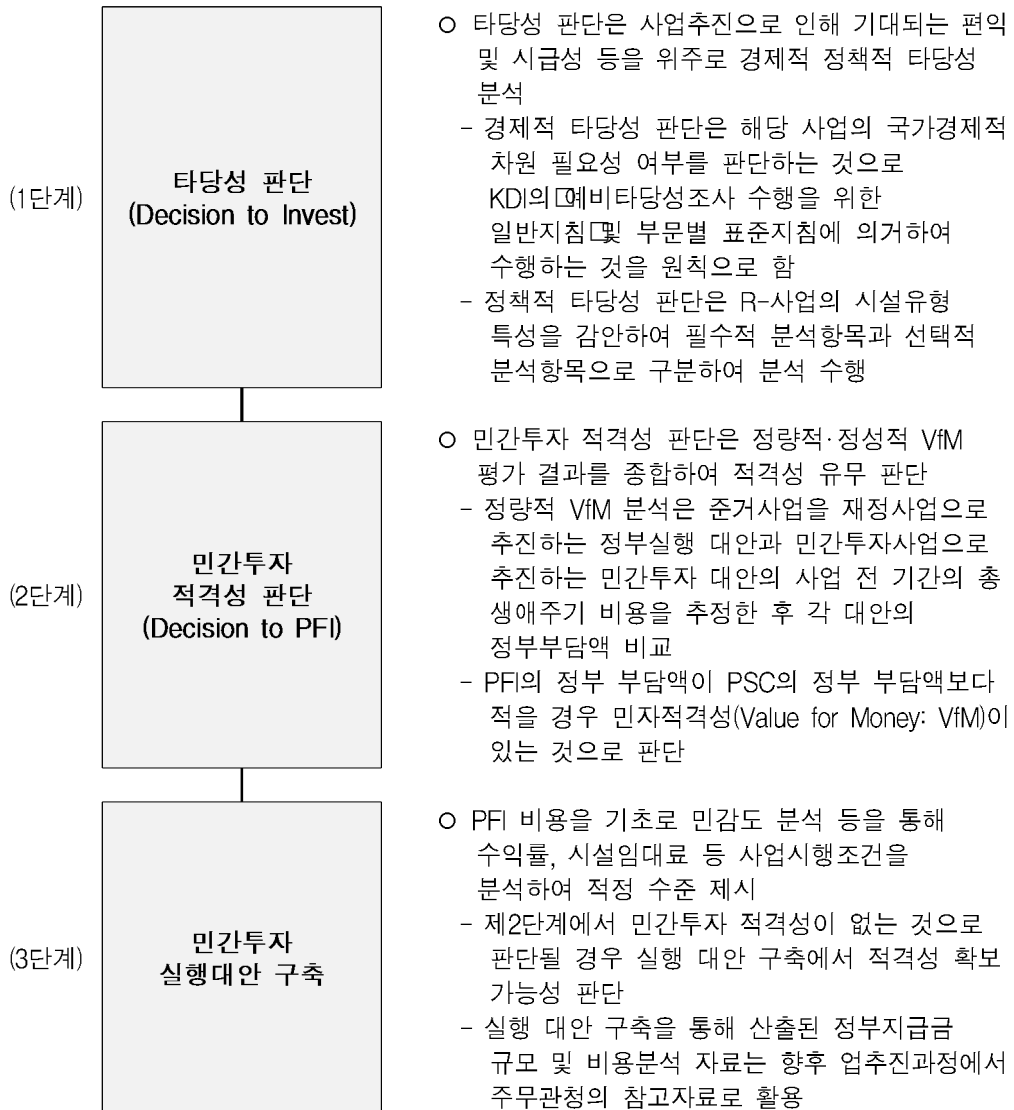 (1단계)
타당성 판단
(Decision to Invest)
ㅇ 타당성 판단은 사업추진으로 인해 기대되는 편익
및 시급성 등을 위주로 경제적 정책적 타당성
분석
- 경제적 타당성 판단은 해당 사업의 국가경제적
차원 필요성 여부를 판단하는 것으로
KDI의 예비타당성조사 수행을 위한
일반지침 및 부문별 표준지침에 의거하여
수행하는 것을 원칙으로 함
- 정책적 타당성 판단은 R-사업의 시설유형
특성을 감안하여 필수적 분석항목과 선택적
분석항목으로 구분하여 분석 수행
(2단계)
민간투자
적격성 판단
(Decision to PFI)
ㅇ 민간투자 적격성 판단은 정량적·정성적 VfM
평가 결과를 종합하여 적격성 유무 판단
- 정량적 VfM 분석은 준거사업을 재정사업으로
추진하는 정부실행 대안과 민간투자사업으로
추진하는 민간투자 대안의 사업 전 기간의 총
생애주기 비용을 추정한 후 각 대안의
정부부담액 비교
- PFI의 정부 부담액이 PSC의 정부 부담액보다
적을 경우 민자적격성(Value for Money: VfM)이
있는 것으로 판단
(3단계)
민간투자
실행대안 구축
ㅇ PFI 비용을 기초로 민감도 분석 등을 통해
수익률, 시설임대료 등 사업시행조건을
분석하여 적정 수준 제시
- 제2단계에서 민간투자 적격성이 없는 것으로
판단될 경우 실행 대안 구축에서 적격성 확보
가능성 판단
- 실행 대안 구축을 통해 산출된 정부지급금
규모 및 비용분석 자료는 향후 업추진과정에서
주무관청의 참고자료로 활용